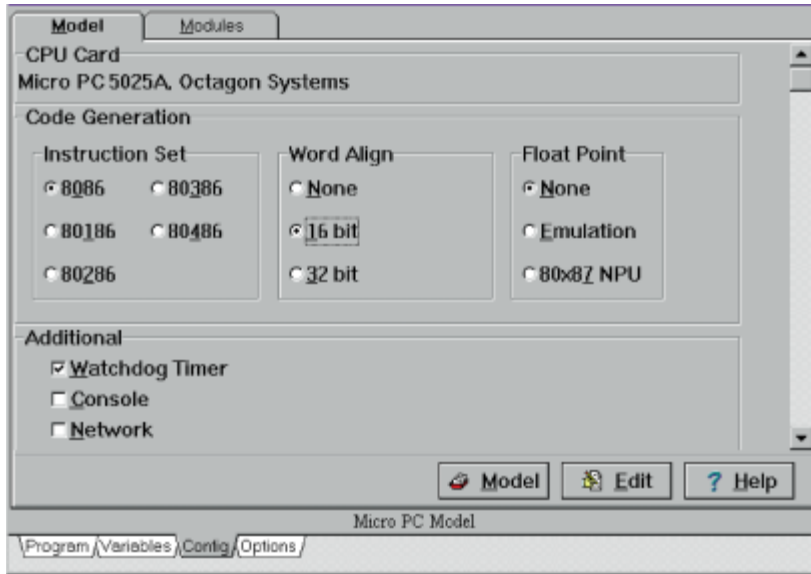 Model Modules
CPU Card
Micro PC 5025A, Octagon Systems
Code Generation
Instruction Set Word Align Float Point
8086 80386 None None
80186 80486 16 bit Emulation
80286 32 bit 80x87 NPU
Additional
Watchdog Timer
Console
Network
Model Edit ? Help
Micro PC Model
Program Variables Config Options